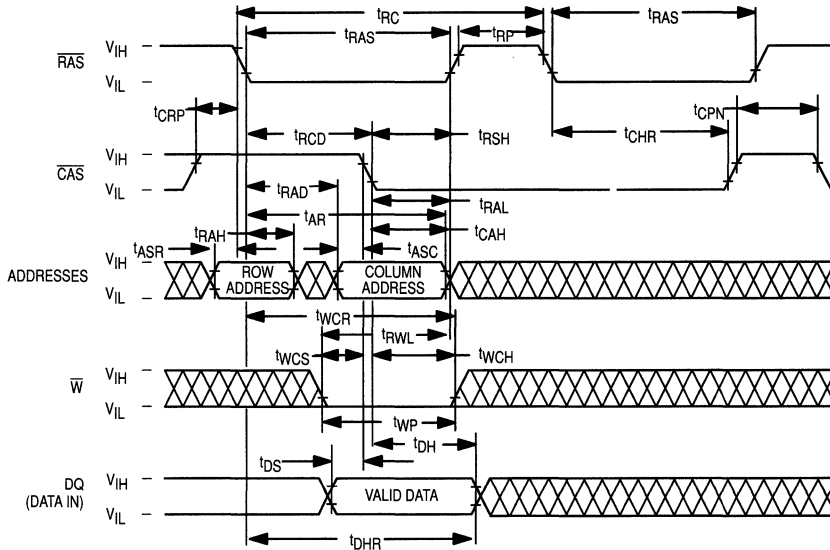 tRC
tRAS
tRP
tRAS
RAS
VIH
VIL
tCRP
tCPN
tRCD
tRSH
tCHR
CAS
VIH
VIL
tRAD
tRAL
tAR
tRAH
tCAH
tASR
tASC
ADDRESSES
VIH
VIL
ROW
ADDRESS
COLUMN
ADDRESS
tWCR
tRWL
tWCS
tWCH
W
VIH
VIL
tWP
tDH
tDS
DQ
(DATA IN)
VIH
VIL
VALID DATA
tDHR